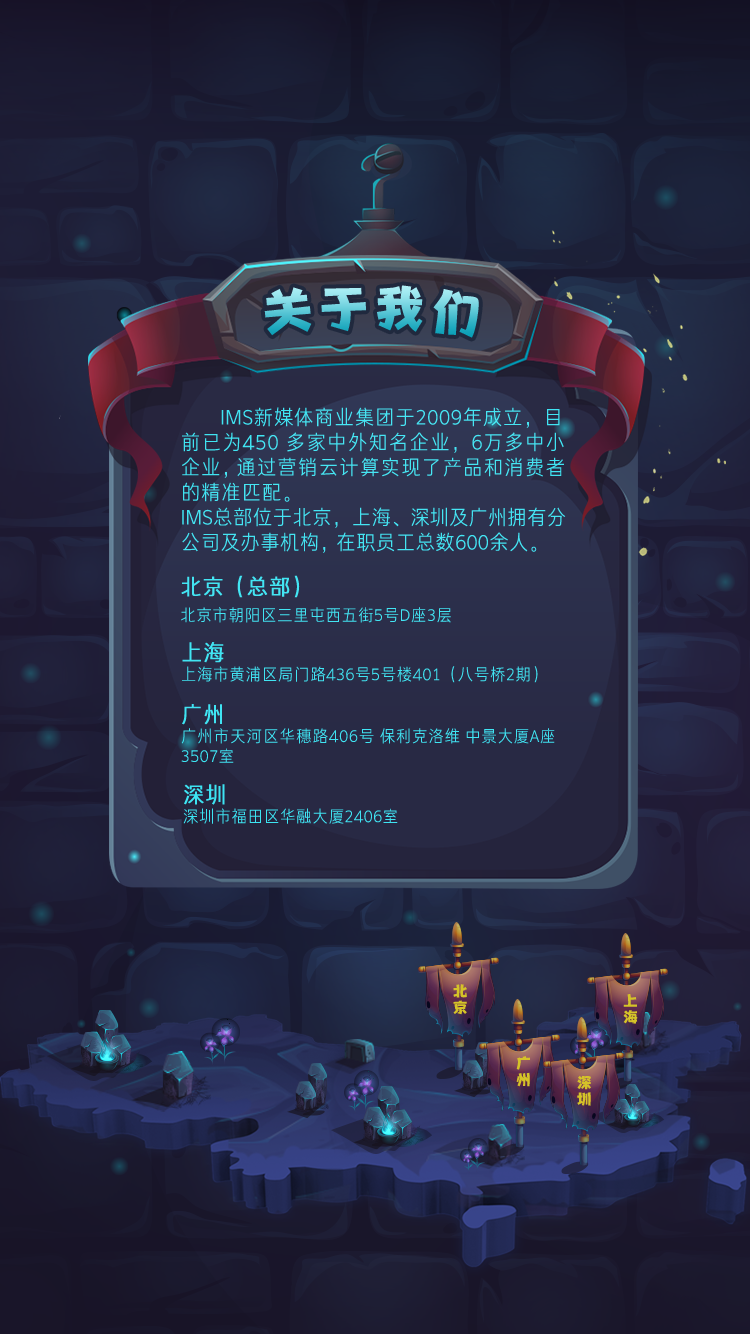 关于我们
IMS新媒体商业集团于2009年成立，目
前已为450 多家中外知名企业，6万多中小
企业，通过营销云计算实现了产品和消费者
的精准匹配。
IMS总部位于北京，上海、深圳及广州拥有分
公司及办事机构，在职员工总数600余人。
北京（总部）
北京市朝阳区三里屯西五街5号D座3层
上海
上海市黄浦区局门路436号5号楼401（八号桥2期）
广州
广州市天河区华穗路406号 保利克洛维 中景大厦A座
3507室
深圳
深圳市福田区华融大厦2406室
北京
上海
广州
深圳